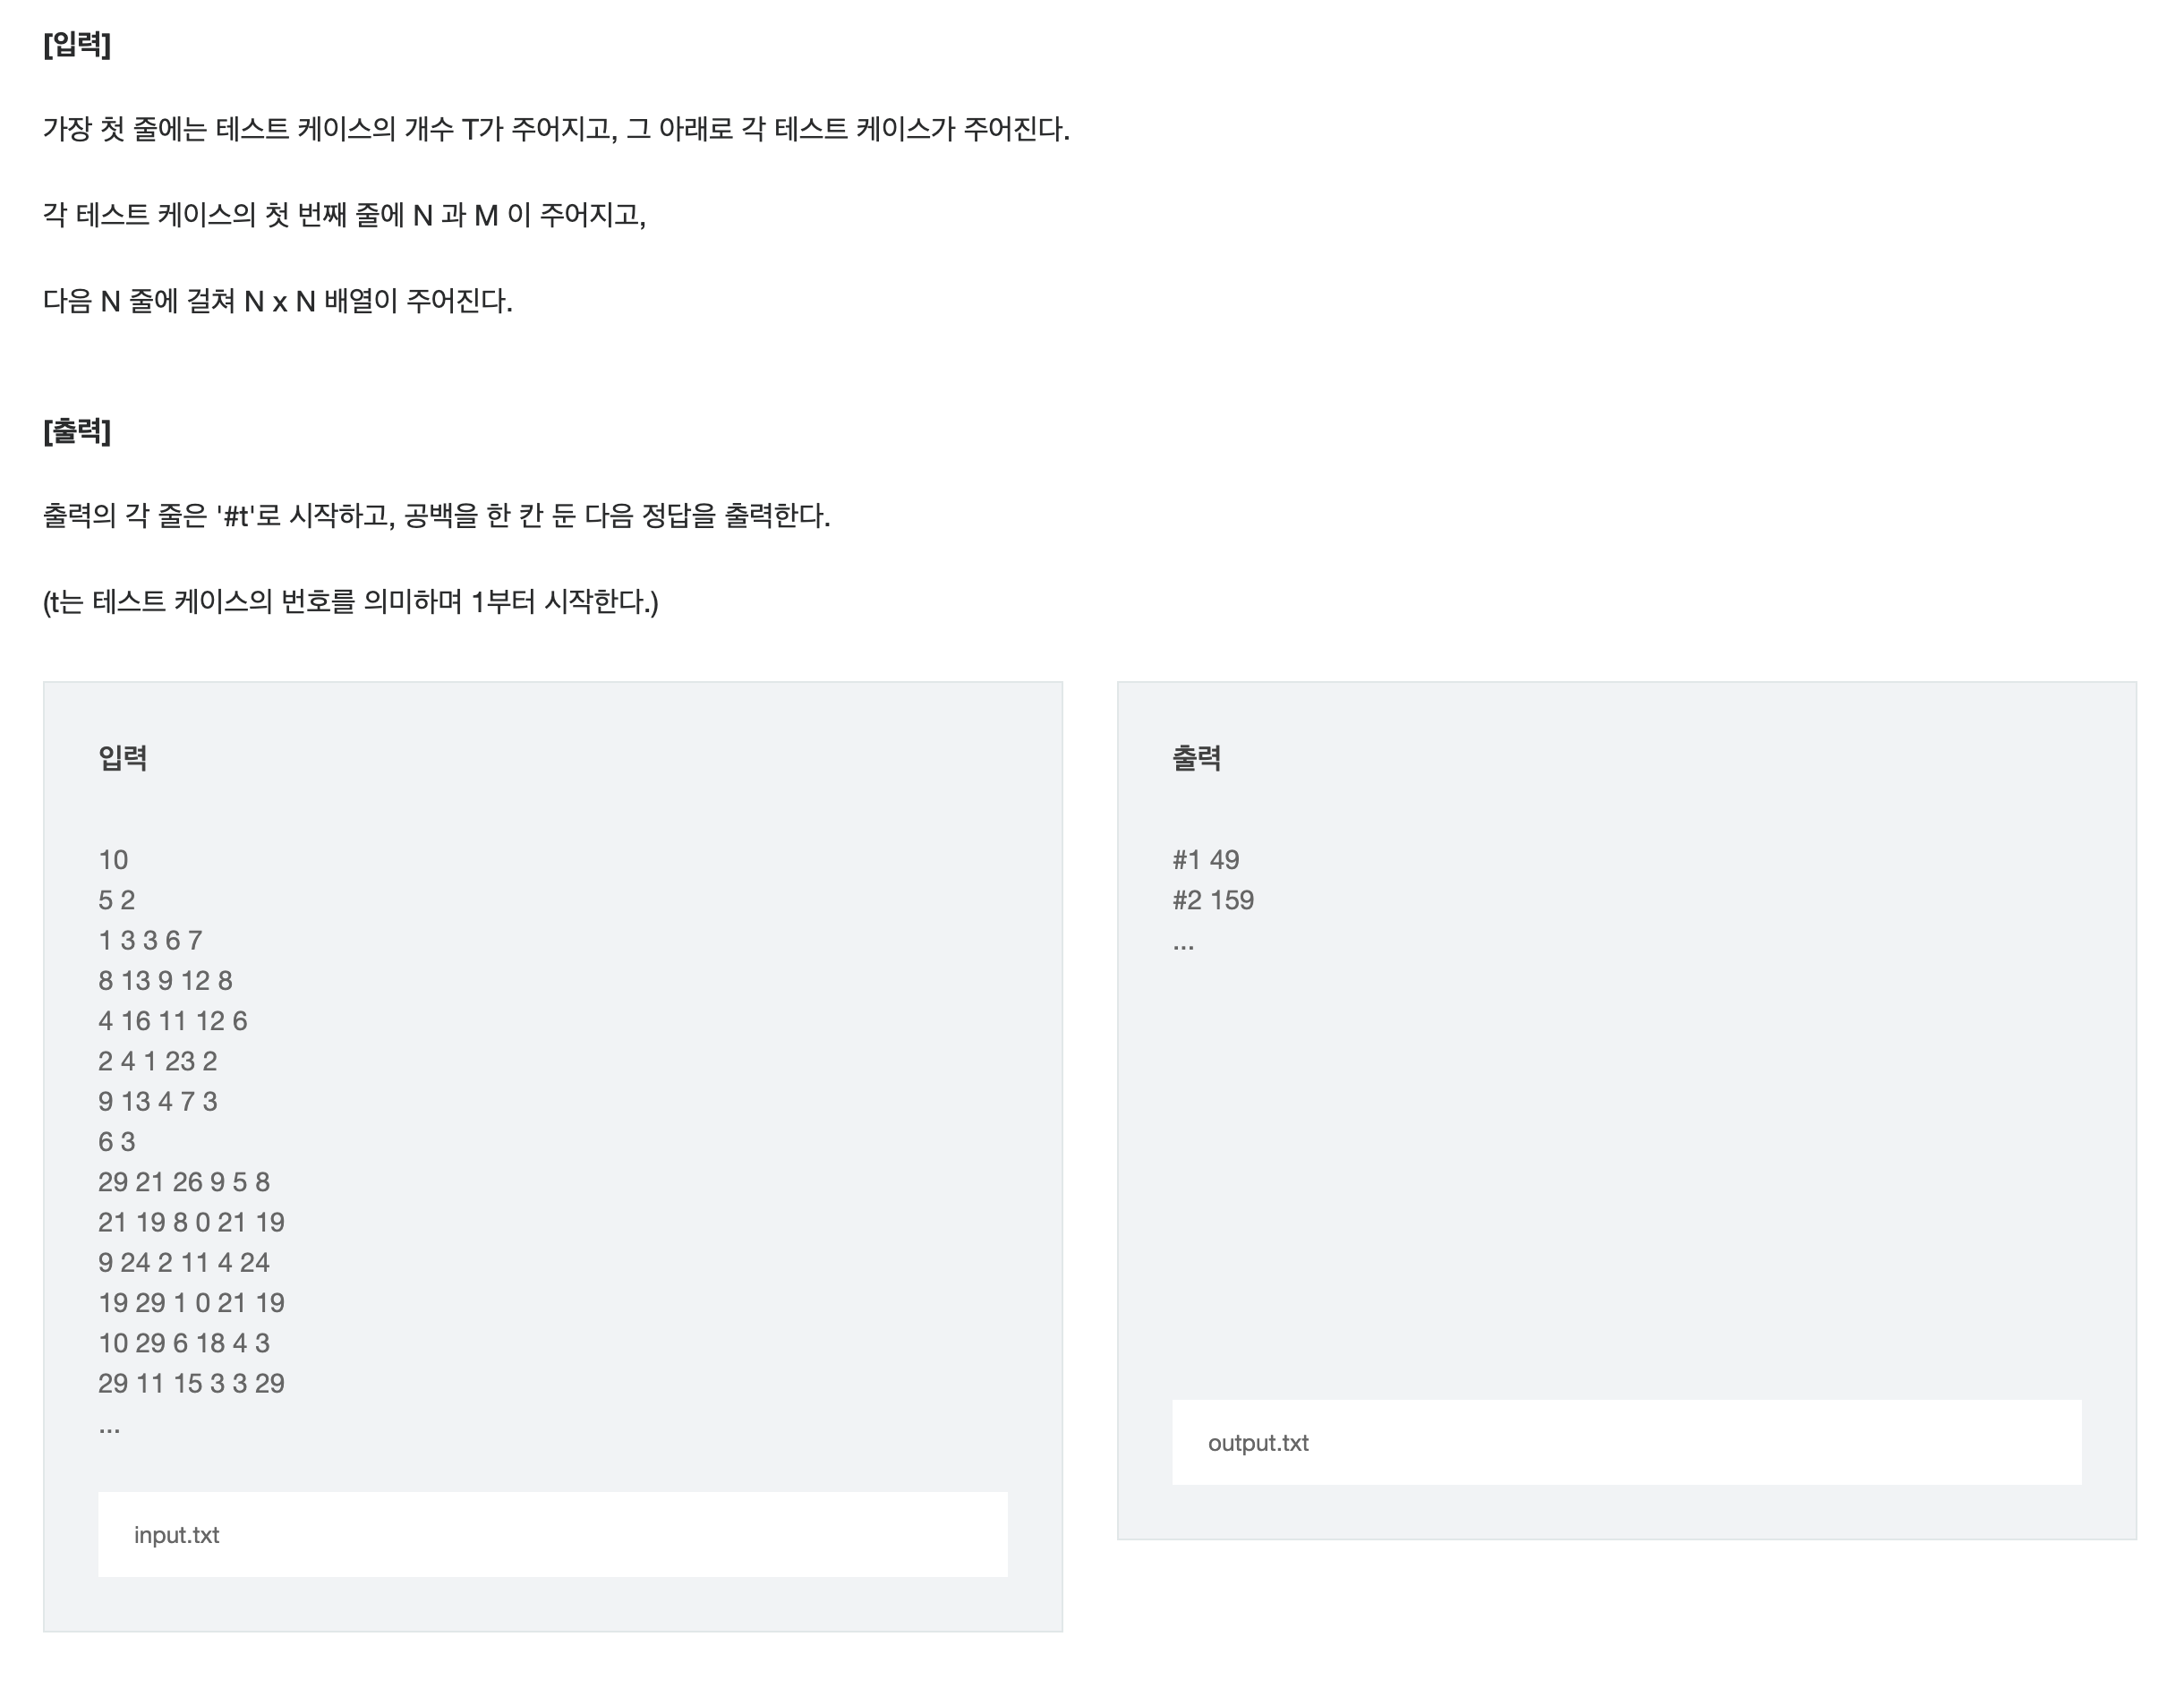 [입력]
가장 첫 줄에는 테스트 케이스의 개수 T가 주어지고, 그 아래로 각 테스트 케이스가 주어진다.
각 테스트 케이스의 첫 번째 줄에 N 과 M 이 주어지고,
다음 N 줄에 걸쳐 N x N 배열이 주어진다.
[출력]
출력의 각 줄은 '#t'로 시작하고, 공백을 한 칸 둔 다음 정답을 출력한다.
(t는 테스트 케이스의 번호를 의미하며 1부터 시작한다.)
입력
10
5 2
1 3 3 6 7
8 13 9 12 8
4 16 11 12 6
2 4 1 23 2
9 13 4 7 3
6 3
29 21 26 9 5 8
21 19 8 0 21 19
9 24 2 11 4 24
19 29 1 0 21 19
10 29 6 18 4 3
29 11 15 3 3 29
...
input.txt
출력
#1 49
#2 159
...
output.txt